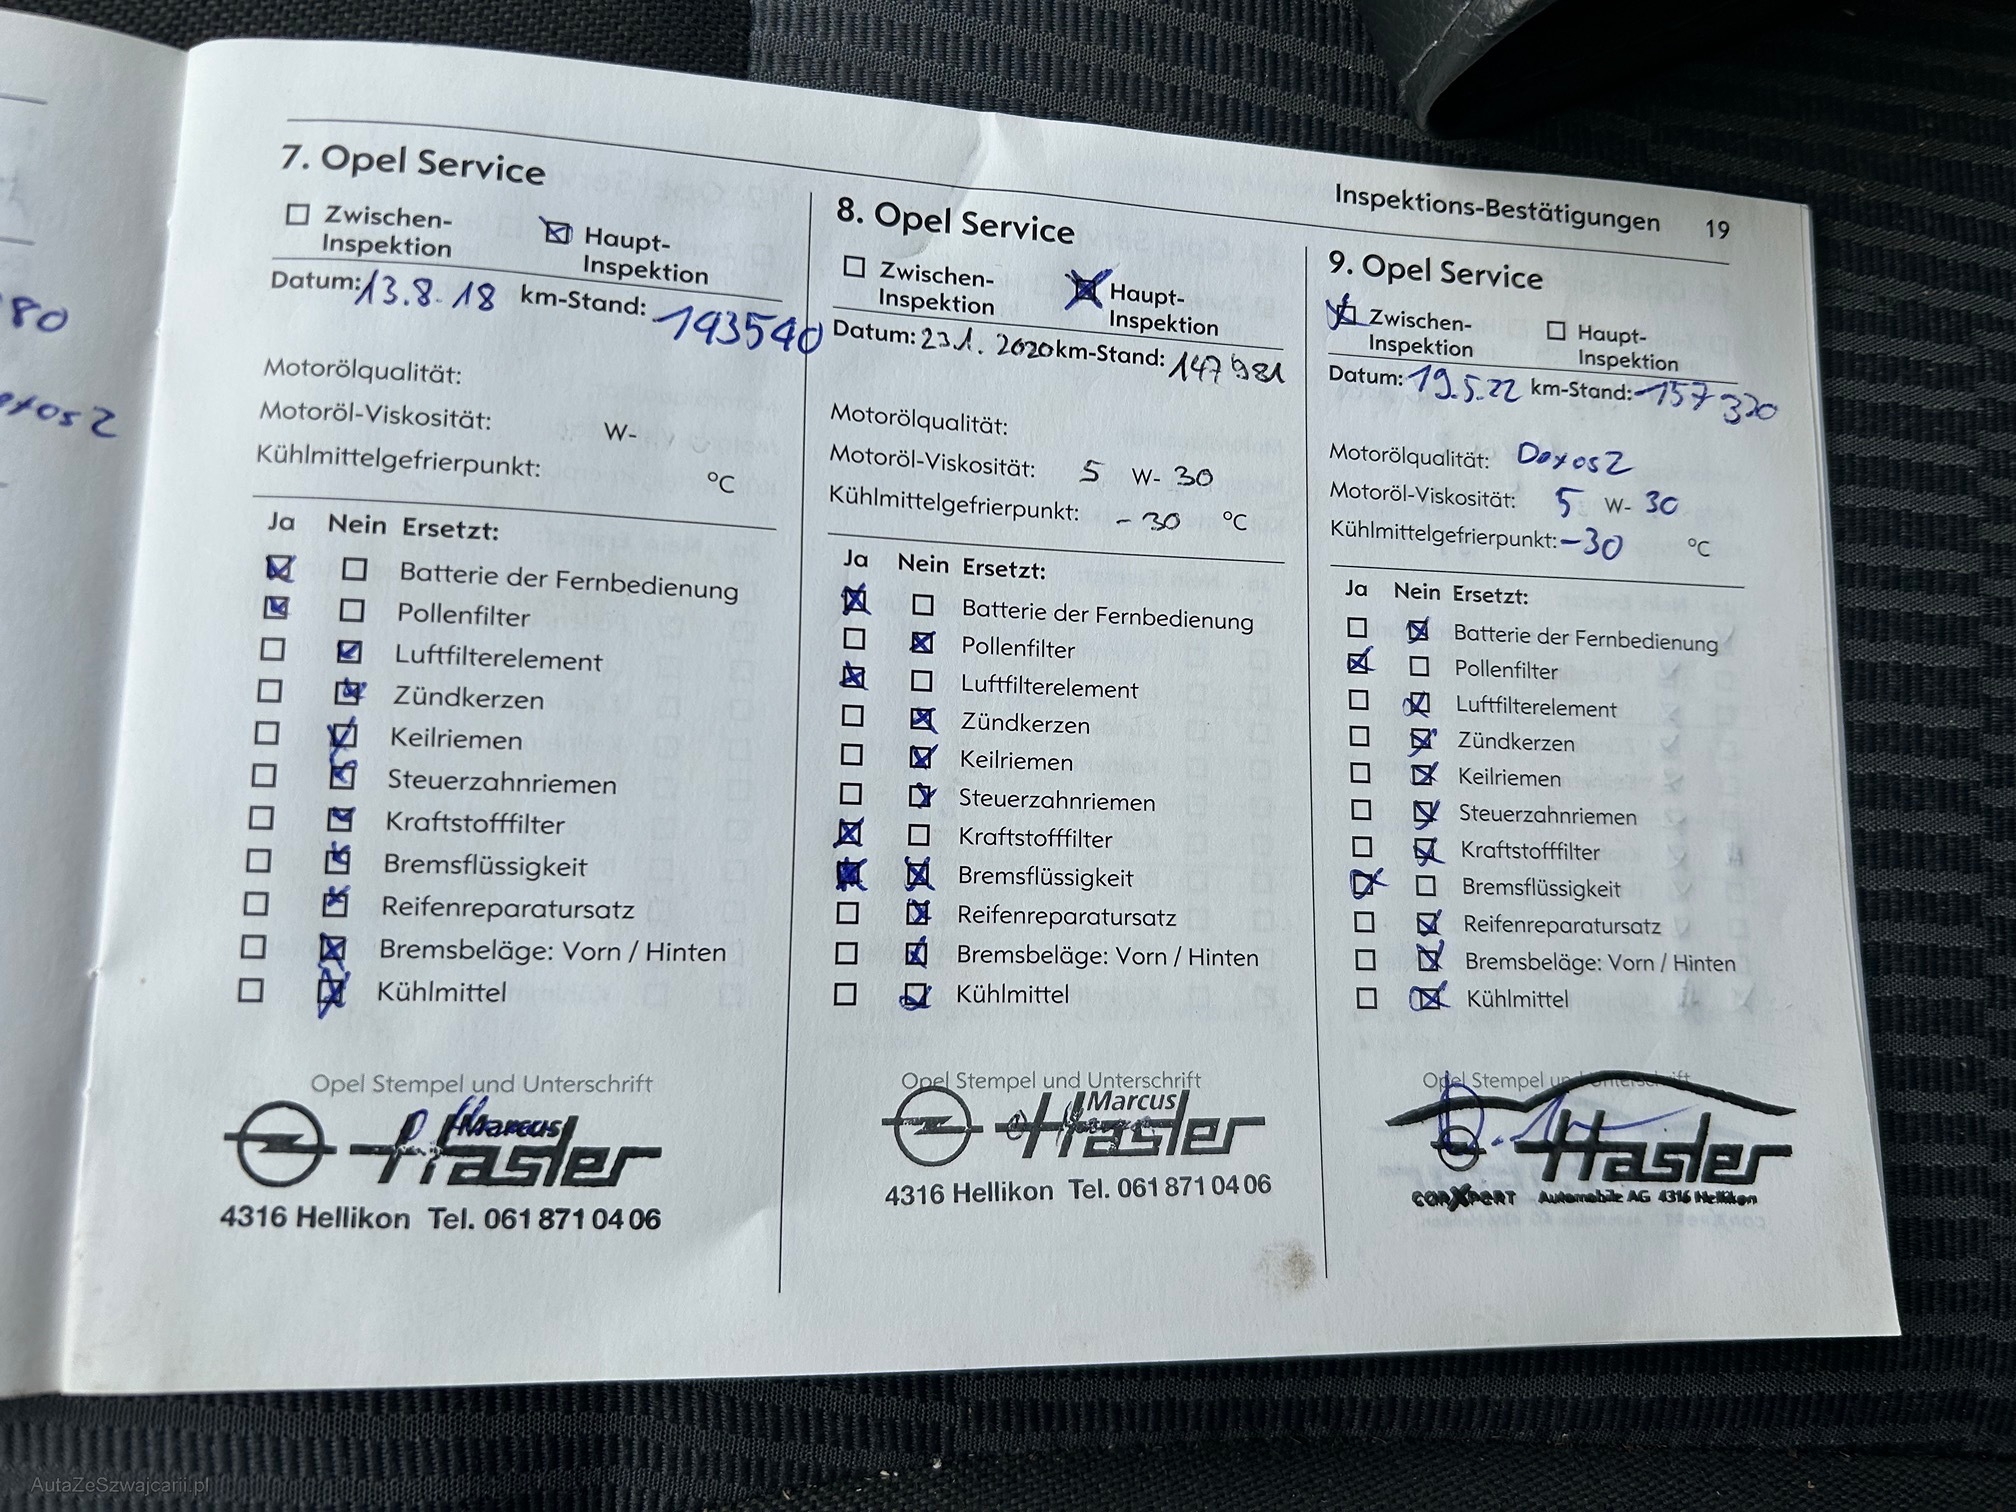 80
exos2
Inspektions-Bestätigungen 19
7. Opel Service
Zwischen-
Inspektion
Haupt-
Inspektion
Datum: 13.8.18 km-Stand: 143540
Motorölqualität:
Motoröl-Viskosität: W-
Kühlmittelgefrierpunkt: °C
Ja Nein Ersetzt:
Batterie der Fernbedienung
Pollenfilter
Luftfilterelement
Zündkerzen
Keilriemen
Steuerzahnriemen
Kraftstofffilter
Bremsflüssigkeit
Reifenreparatursatz
Bremsbeläge: Vorn / Hinten
Kühlmittel
Opel Stempel und Unterschrift
Marcus
Hasler
4316 Hellikon Tel. 061 871 04 06
8. Opel Service
Zwischen-
Inspektion
Haupt-
Inspektion
Datum: 23.1. 2020 km-Stand: 147981
Motorölqualität:
Motoröl-Viskosität: 5 W- 30
Kühlmittelgefrierpunkt: -30 °C
Ja Nein Ersetzt:
Batterie der Fernbedienung
Pollenfilter
Luftfilterelement
Zündkerzen
Keilriemen
Steuerzahnriemen
Kraftstofffilter
Bremsflüssigkeit
Reifenreparatursatz
Bremsbeläge: Vorn / Hinten
Kühlmittel
Opel Stempel und Unterschrift
Marcus
Hasler
4316 Hellikon Tel. 061 871 04 06
9. Opel Service
Zwischen-
Inspektion
Haupt-
Inspektion
Datum: 19.5.22 km-Stand: 157320
Motorölqualität: Dexos2
Motoröl-Viskosität: 5 W- 30
Kühlmittelgefrierpunkt: -30 °C
Ja Nein Ersetzt:
Batterie der Fernbedienung
Pollenfilter
Luftfilterelement
Zündkerzen
Keilriemen
Steuerzahnriemen
Kraftstofffilter
Bremsflüssigkeit
Reifenreparatursatz
Bremsbeläge: Vorn / Hinten
Kühlmittel
Opel Stempel und Unterschrift
Hasler
carXpert Automobile AG 4316 Hellikon
AutaZeSzwajcarii.pl